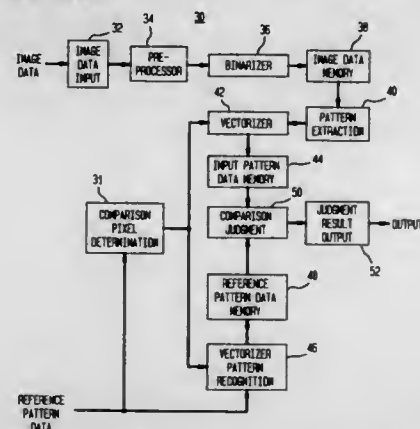 30
32
34
36
38
IMAGE DATA
IMAGE DATA INPUT
PRE-PROCESSOR
BINARIZER
IMAGE DATA MEMORY
42
40
VECTORIZER
PATTERN EXTRACTION
44
INPUT PATTERN DATA MEMORY
31
50
COMPARISON PIXEL DETERMINATION
COMPARISON JUDGMENT
JUDGMENT RESULT OUTPUT
OUTPUT
52
48
REFERENCE PATTERN DATA MEMORY
46
VECTORIZER PATTERN RECOGNITION
REFERENCE PATTERN DATA